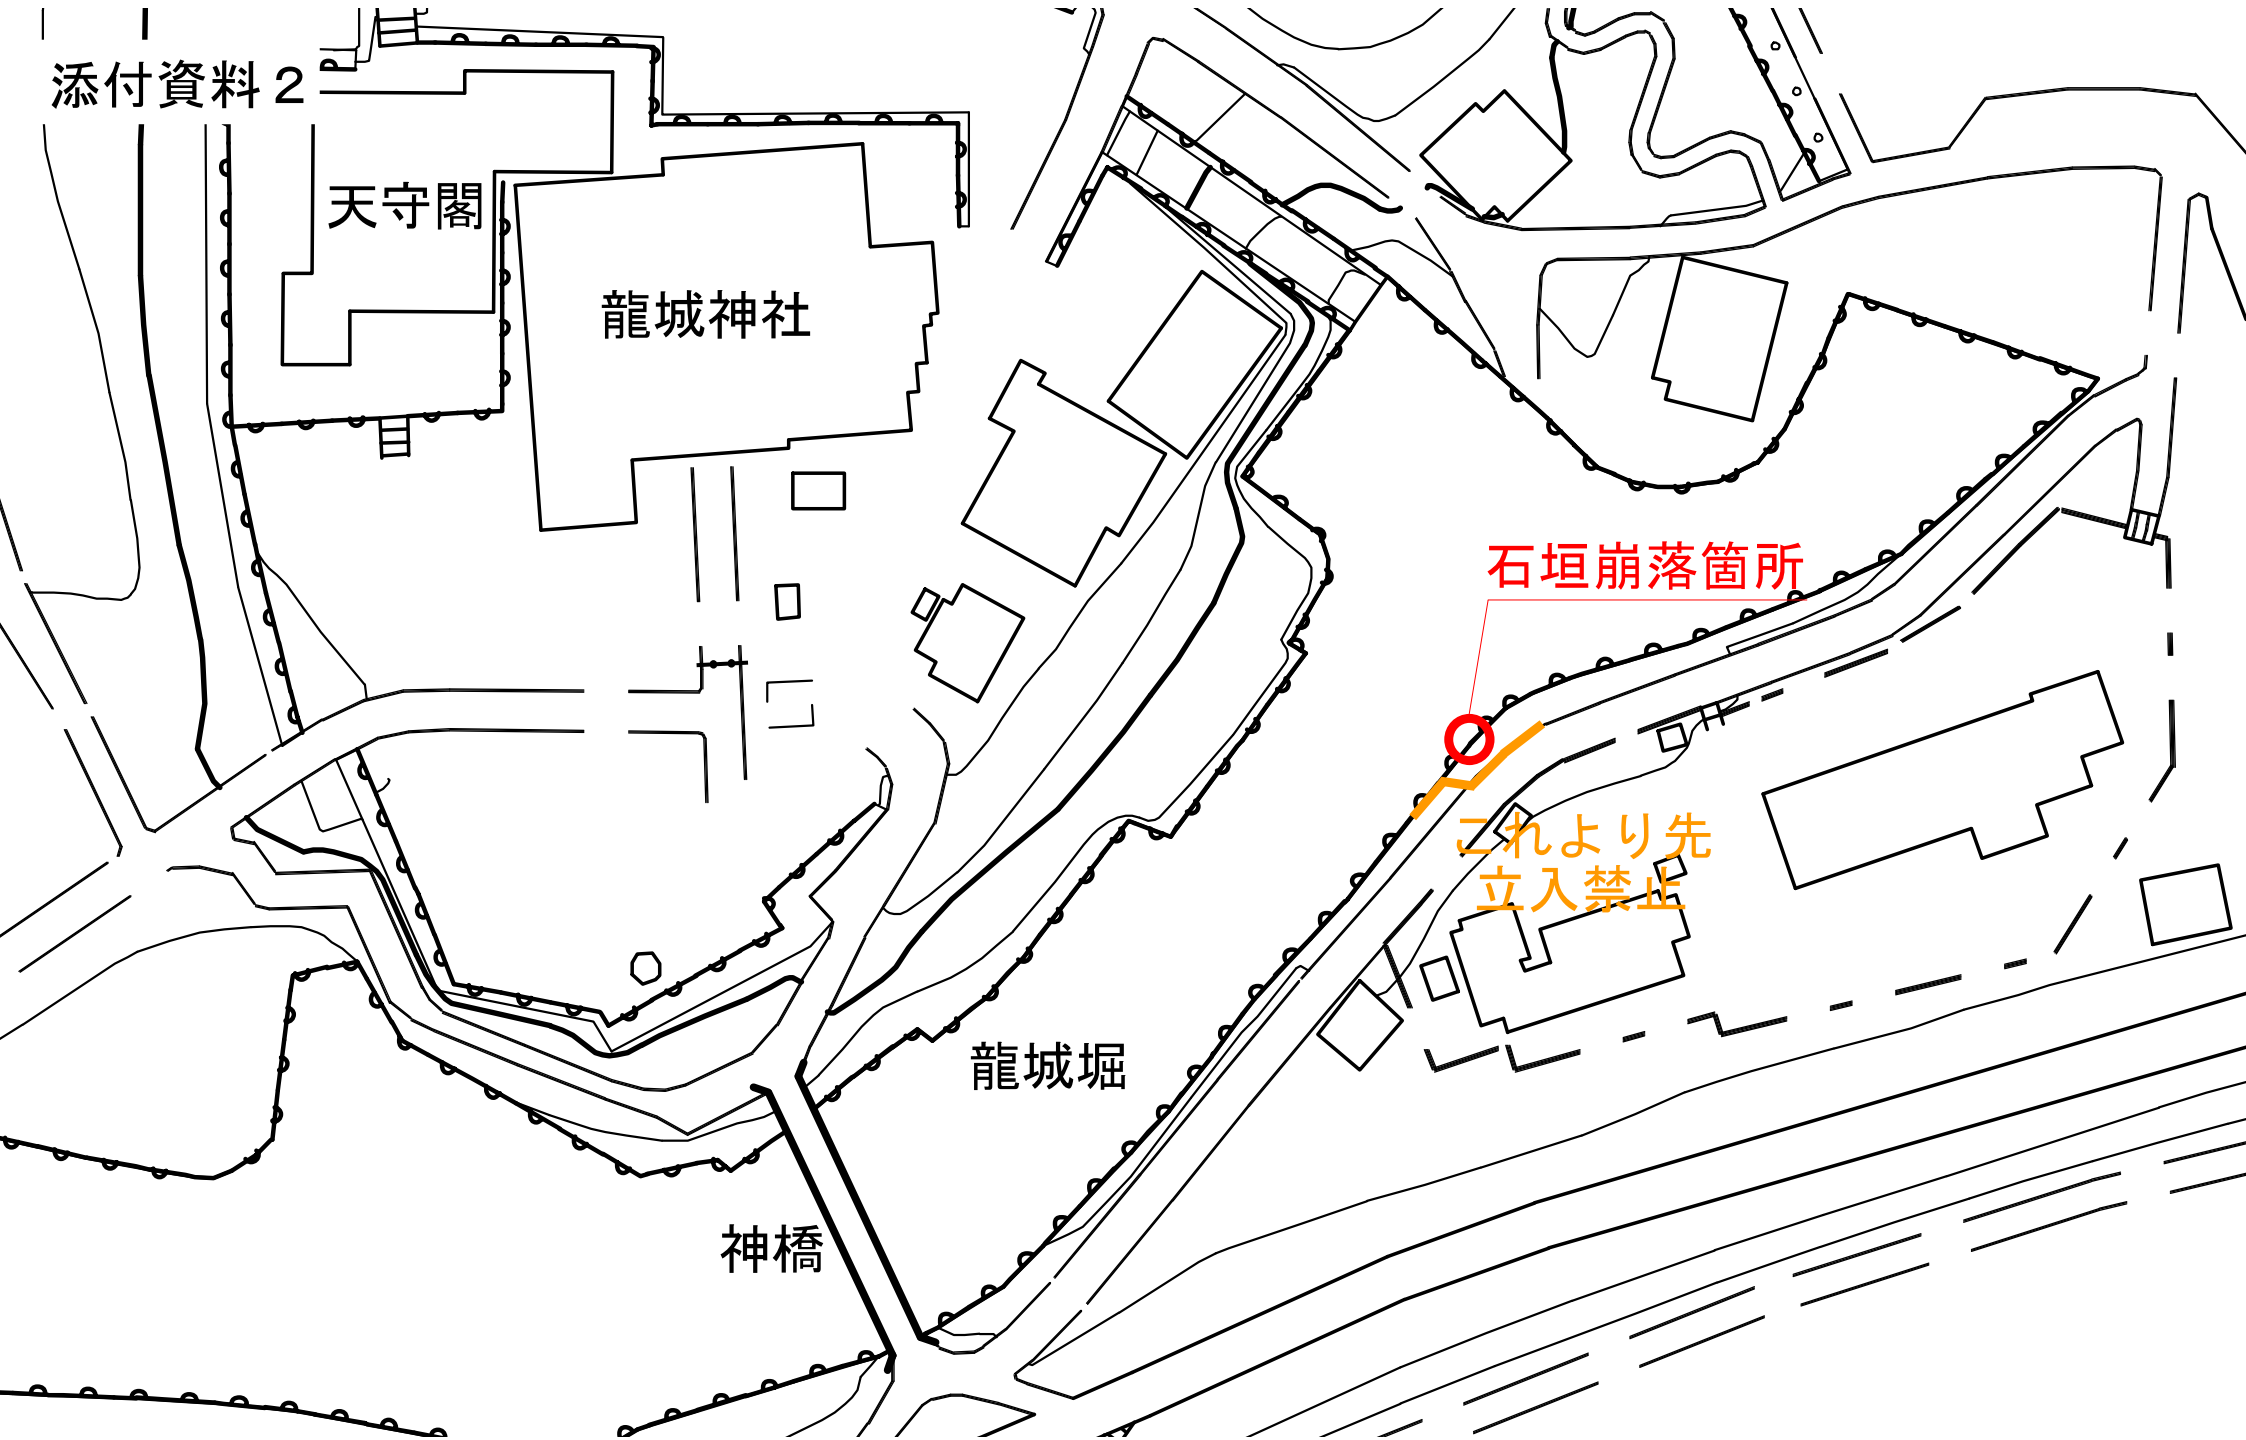 添付資料２
天守閣
龍城神社
石垣崩落箇所
これより先
立入禁止
龍城堀
神橋